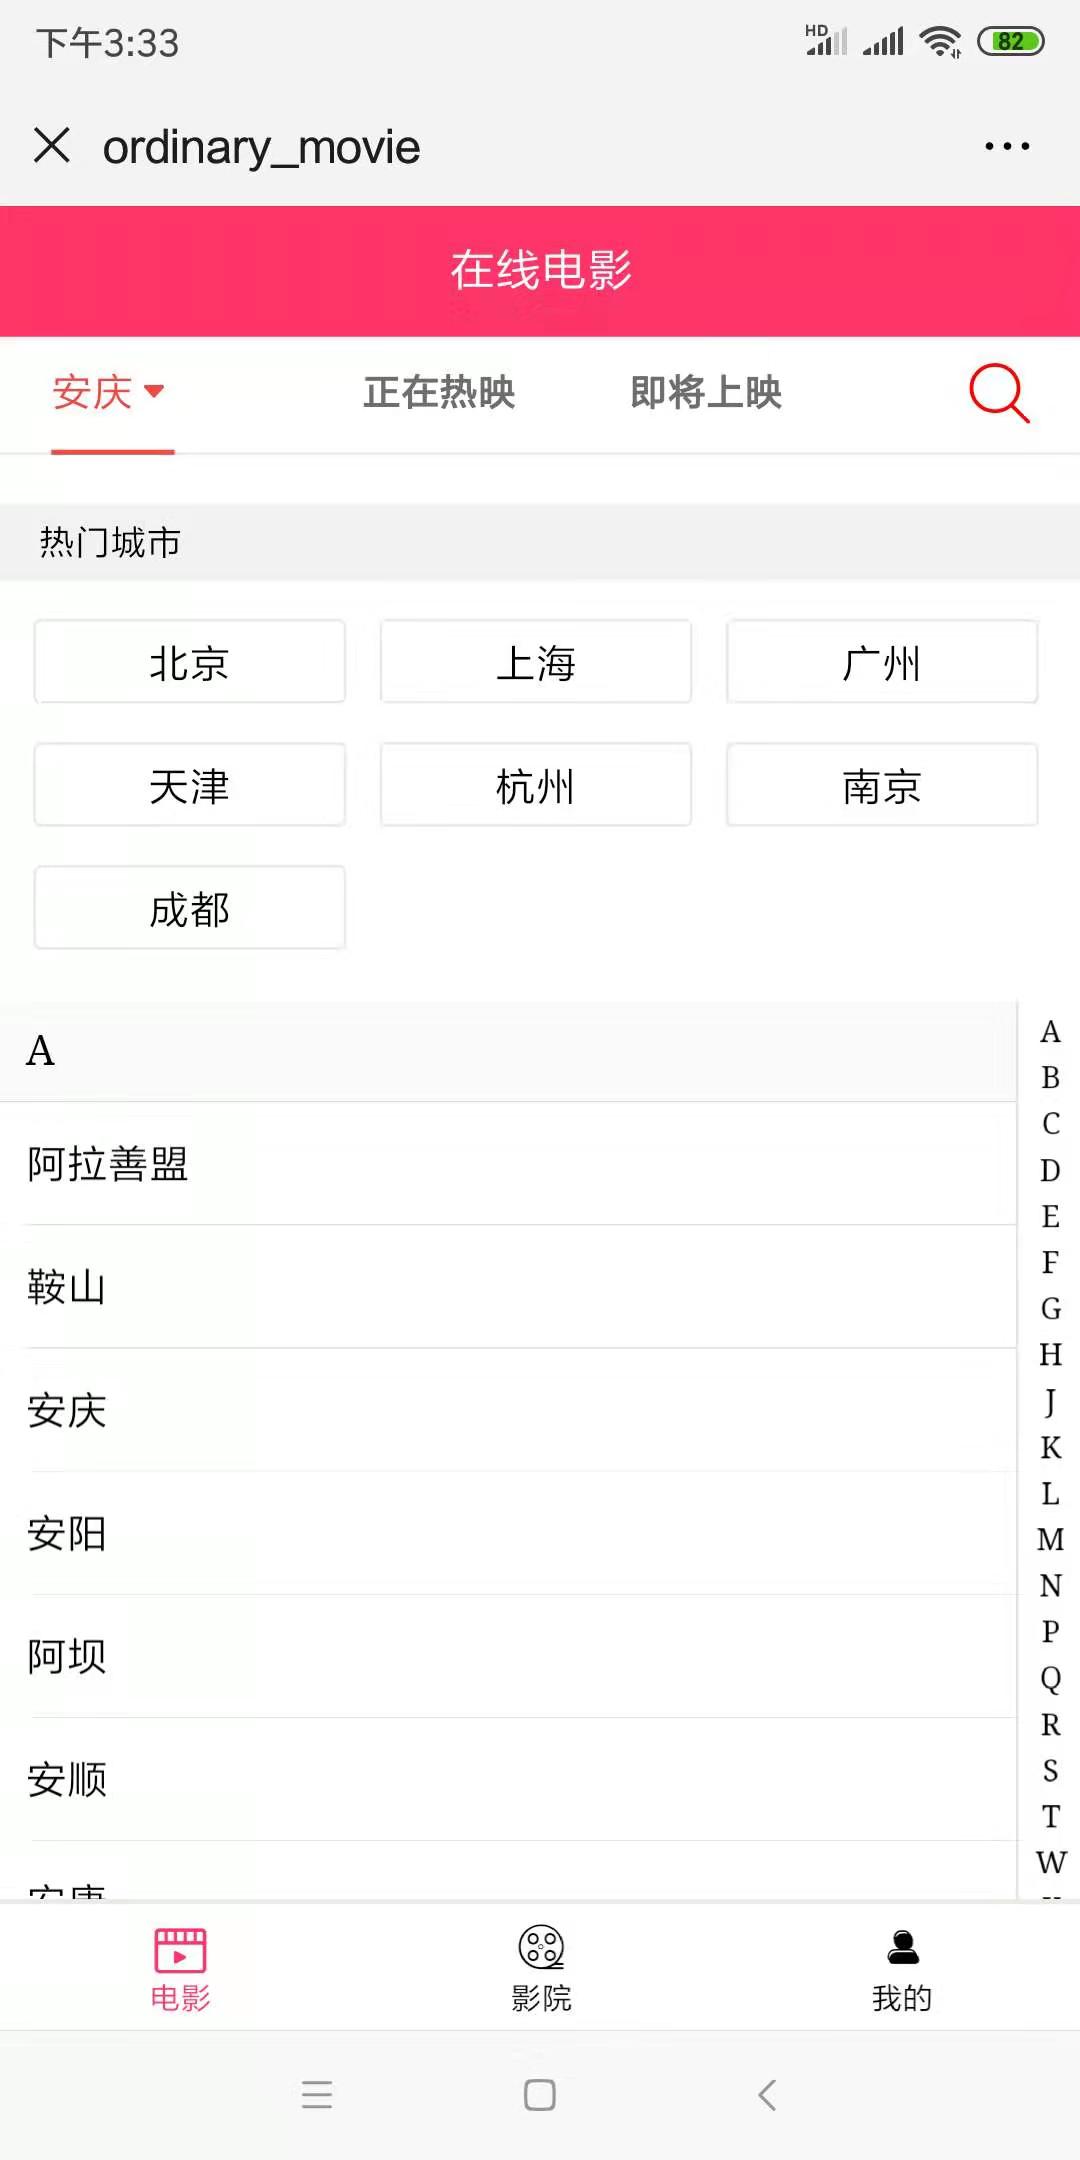 下午3:33
HD
82
ordinary_movie
在线电影
安庆 正在热映 即将上映
热门城市
北京 上海 广州
天津 杭州 南京
成都
A
阿拉善盟
鞍山
安庆
安阳
阿坝
安顺
安康
A
B
C
D
E
F
G
H
J
K
L
M
N
P
Q
R
S
T
W
电影 影院 我的